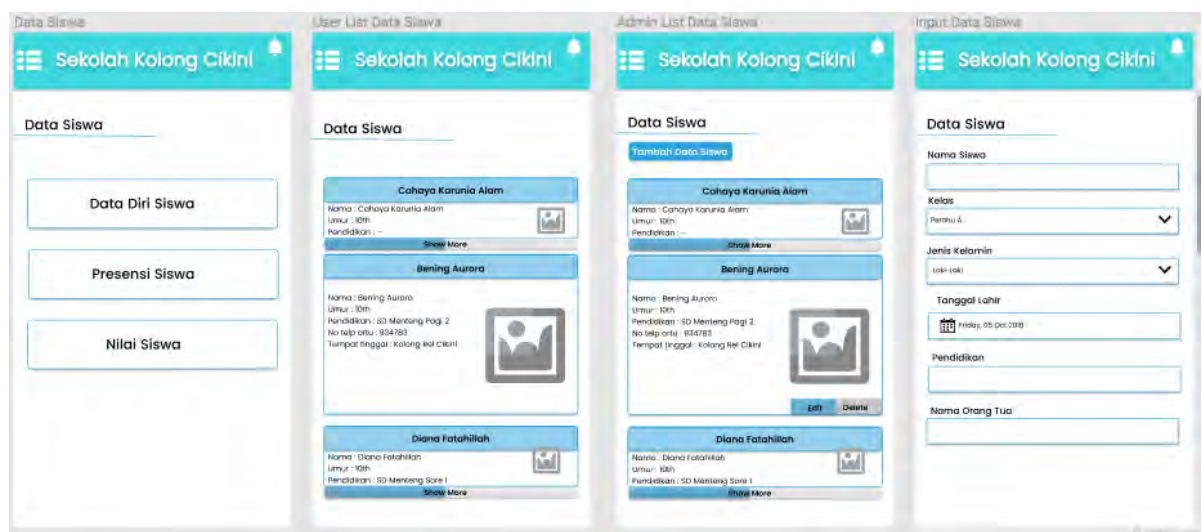 Data Siswa
Sekolah Kolong Cikini
Data Siswa
Data Diri Siswa
Presensi Siswa
Nilai Siswa
User List Data Siswa
Sekolah Kolong Cikini
Data Siswa
Cahaya Karunia Alam
Nama : Cahaya Karunia Alam
Umur : 10th
Pendidikan : -
Show More
Bening Aurora
Nama : Bening Aurora
Umur : 10th
Pendidikan : SD Menteng Pagi 2
No telp ortu : 934783
Tempat tinggal : Kolong Rel Cikini
Diana Fatahillah
Nama : Diana Fatahillah
Umur : 10th
Pendidikan : SD Menteng Sore 1
Show More
Admin List Data Siswa
Sekolah Kolong Cikini
Data Siswa
Tambah Data Siswa
Cahaya Karunia Alam
Nama : Cahaya Karunia Alam
Umur : 10th
Pendidikan : -
Show More
Bening Aurora
Nama : Bening Aurora
Umur : 10th
Pendidikan : SD Menteng Pagi 2
No telp ortu : 934783
Tempat tinggal : Kolong Rel Cikini
Edit Delete
Diana Fatahillah
Nama : Diana Fatahillah
Umur : 10th
Pendidikan : SD Menteng Sore 1
Show More
Input Data Siswa
Sekolah Kolong Cikini
Data Siswa
Nama Siswa
Kelas
Perahu A
Jenis Kelamin
Laki-Laki
Tanggal Lahir
Friday, 05 Oct 2018
Pendidikan
Nama Orang Tua